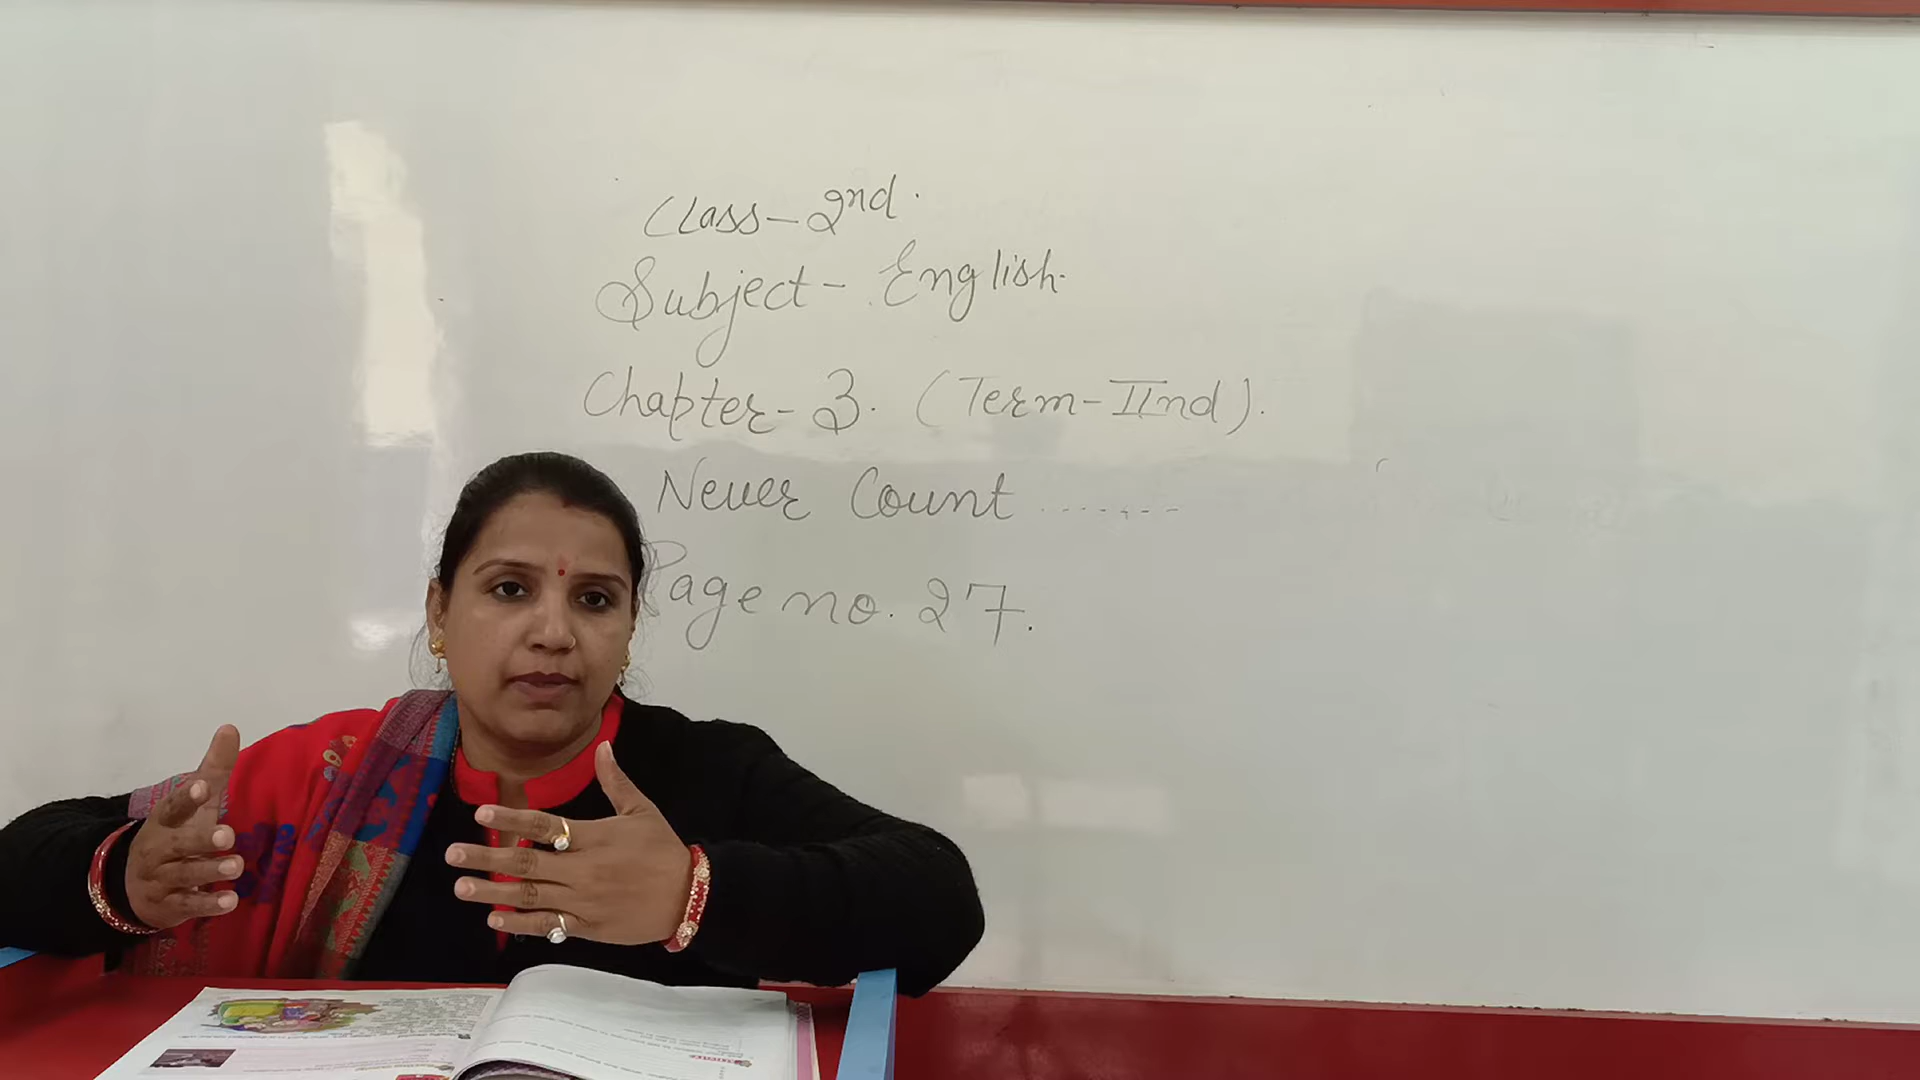 Class - 2nd.
Subject - English.
Chapter - 3. (Term - IInd).
Never Count .......
Page no. 27.